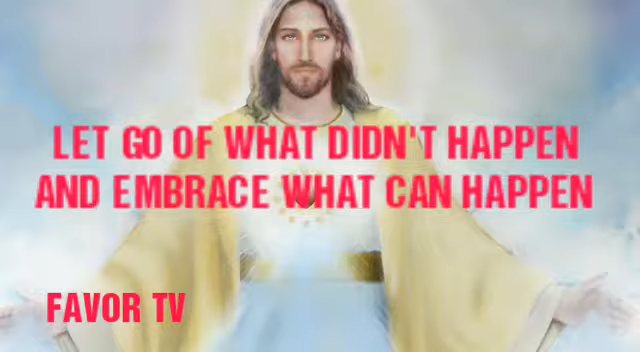 LET GO OF WHAT DIDN'T HAPPEN
AND EMBRACE WHAT CAN HAPPEN
FAVOR TV